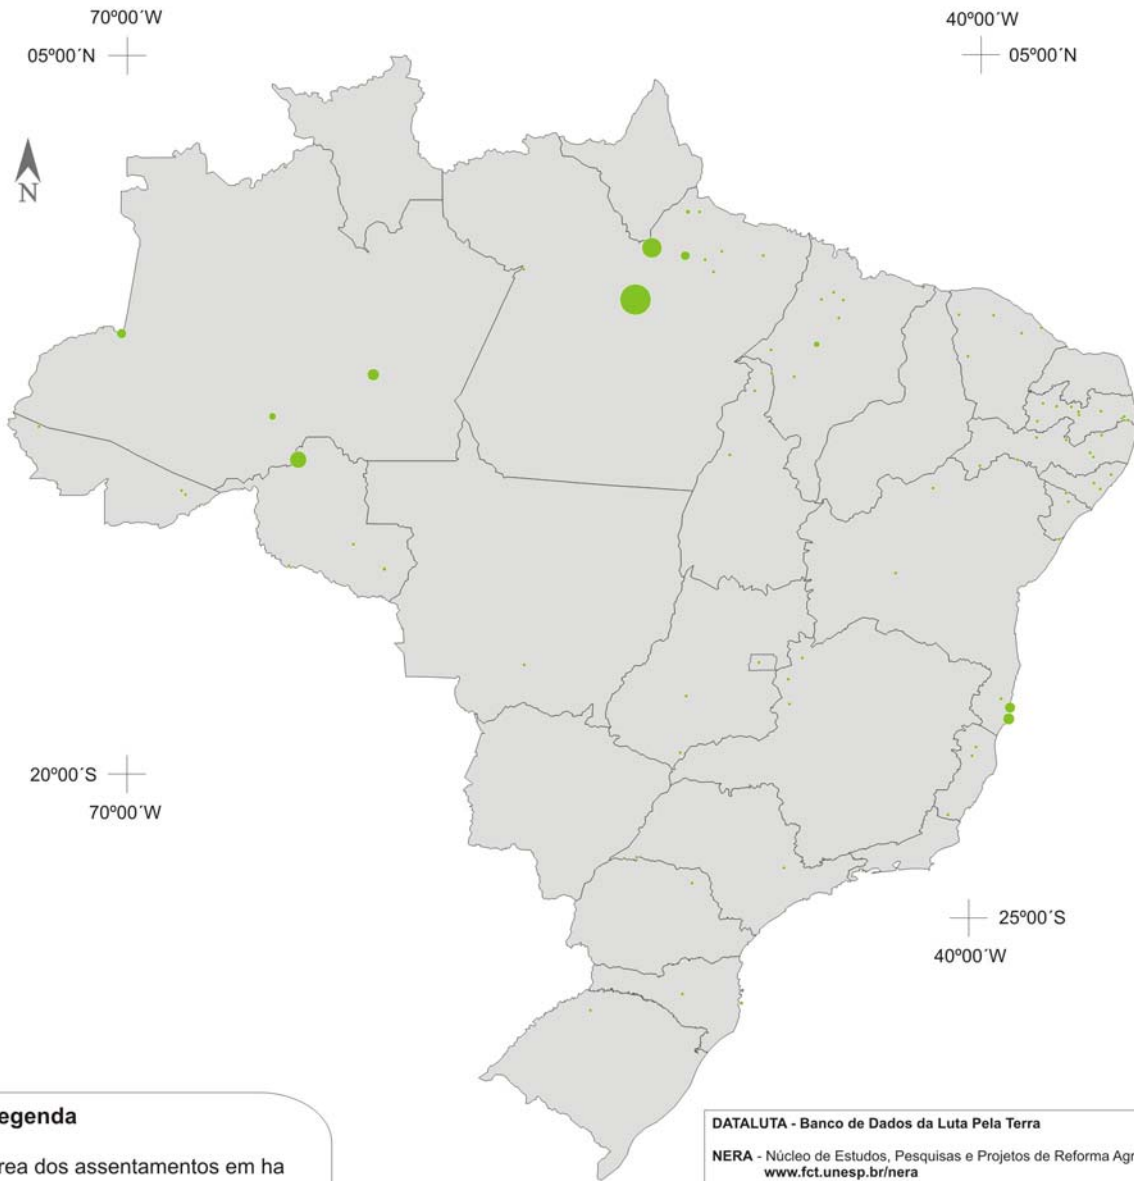 70º00´W
40º00´W
05º00´N
05º00´N
N
20º00´S
70º00´W
25º00´S
40º00´W
egenda
rea dos assentamentos em ha
DATALUTA - Banco de Dados da Luta Pela Terra
NERA - Núcleo de Estudos, Pesquisas e Projetos de Reforma Agr
www.fct.unesp.br/nera